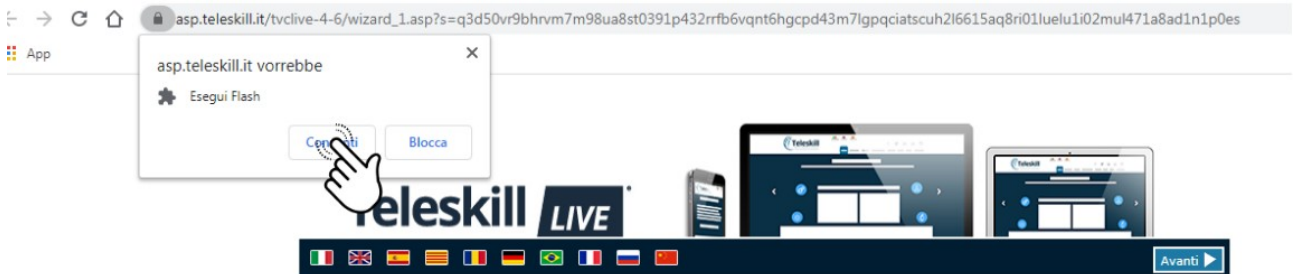 asp.teleskill.it/tvclive-4-6/wizard_1.asp?s=q3d50vr9bhrvm7m98ua8st0391p432rrfb6vqnt6hgcpd43m7lgpqciatscuh2l6615aq8ri01luelu1i02mul471a8ad1n1p0es
App
asp.teleskill.it vorrebbe
Esegui Flash
Blocca
Teleskill
Teleskill
Teleskill LIVE
Avanti